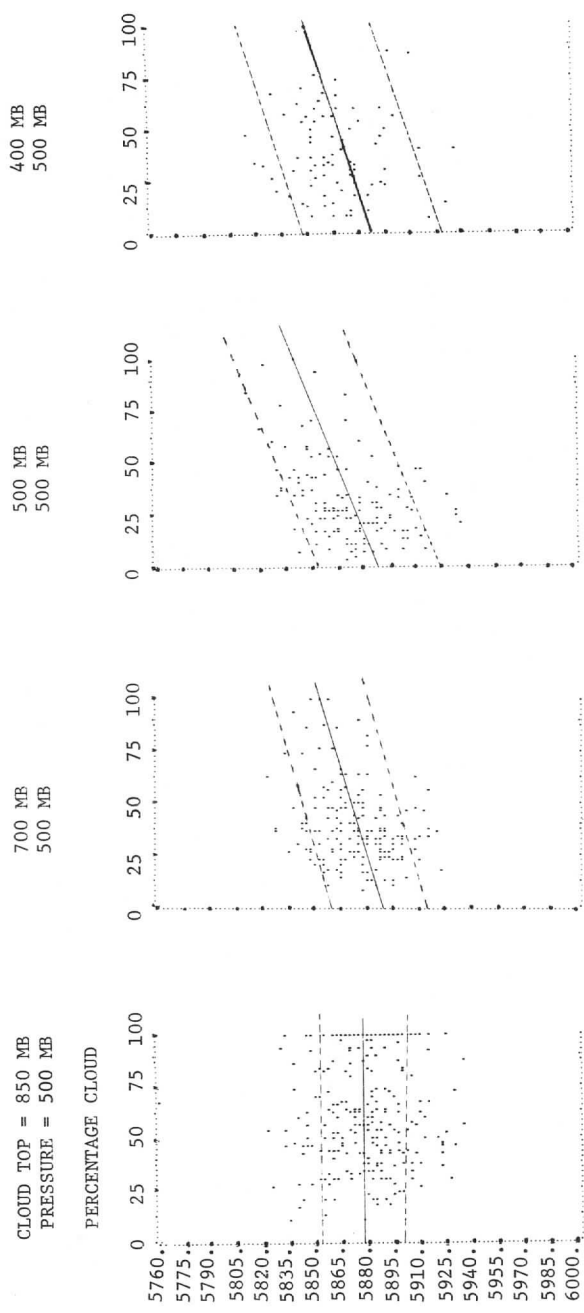 CLOUD TOP = 850 MB
PRESSURE = 500 MB
PERCENTAGE CLOUD
700 MB
500 MB
500 MB
500 MB
400 MB
500 MB
0 25 50 75 100
0 25 50 75 100
0 25 50 75 100
0 25 50 75 100
5760
5775
5790
5805
5820
5835
5850
5865
5880
5895
5910
5925
5940
5955
5970
5985
6000